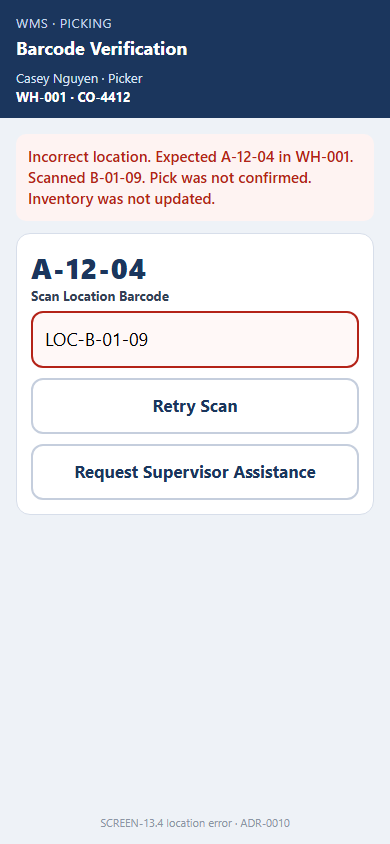 WMS · PICKING
Barcode Verification
Casey Nguyen · Picker
WH-001 · CO-4412
Incorrect location. Expected A-12-04 in WH-001.
Scanned B-01-09. Pick was not confirmed.
Inventory was not updated.
A-12-04
Scan Location Barcode
LOC-B-01-09
Retry Scan
Request Supervisor Assistance
SCREEN-13.4 location error · ADR-0010